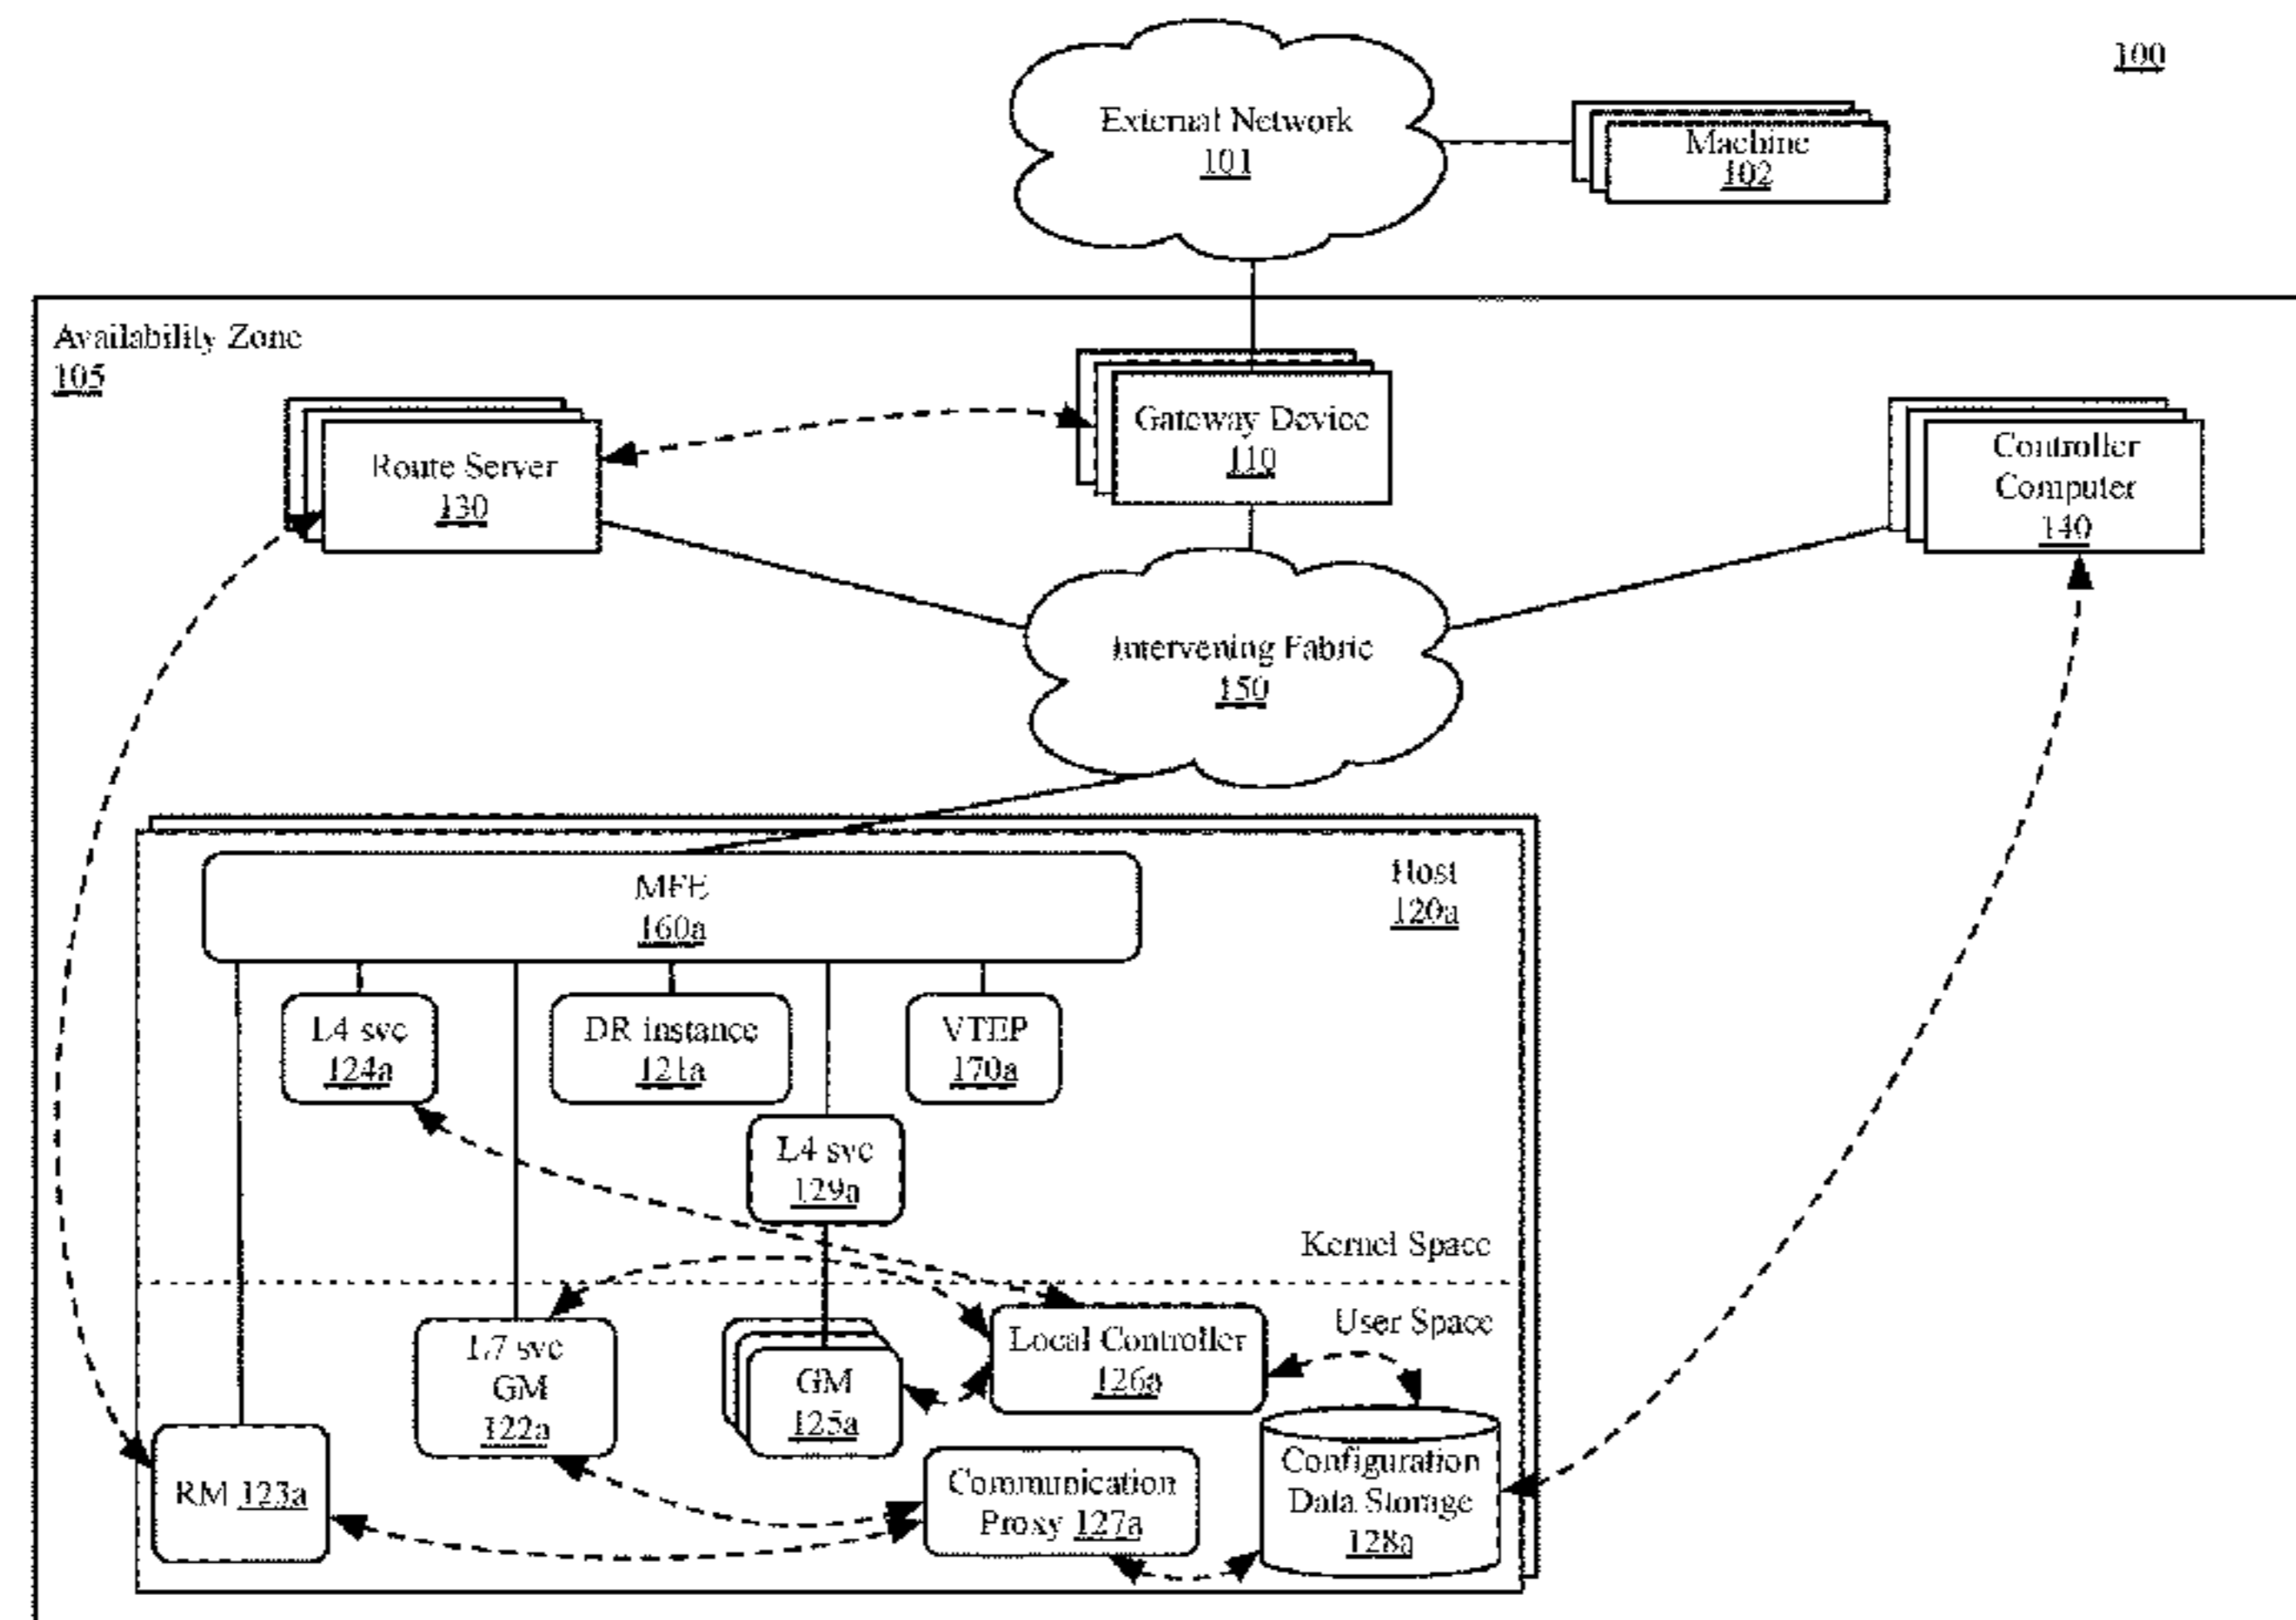 100
External Network
101
Machine
102
Availability Zone
105
Gateway Device
110
Route Server
130
Controller
Computer
140
Intervening Fabric
150
MFE
160a
Host
120a
L4 svc
124a
DR instance
121a
VTEP
170a
L4 svc
129a
Kernel Space
User Space
L7 svc
GM
122a
GM
125a
Local Controller
126a
RM 123a
Communication
Proxy 127a
Configuration
Data Storage
128a